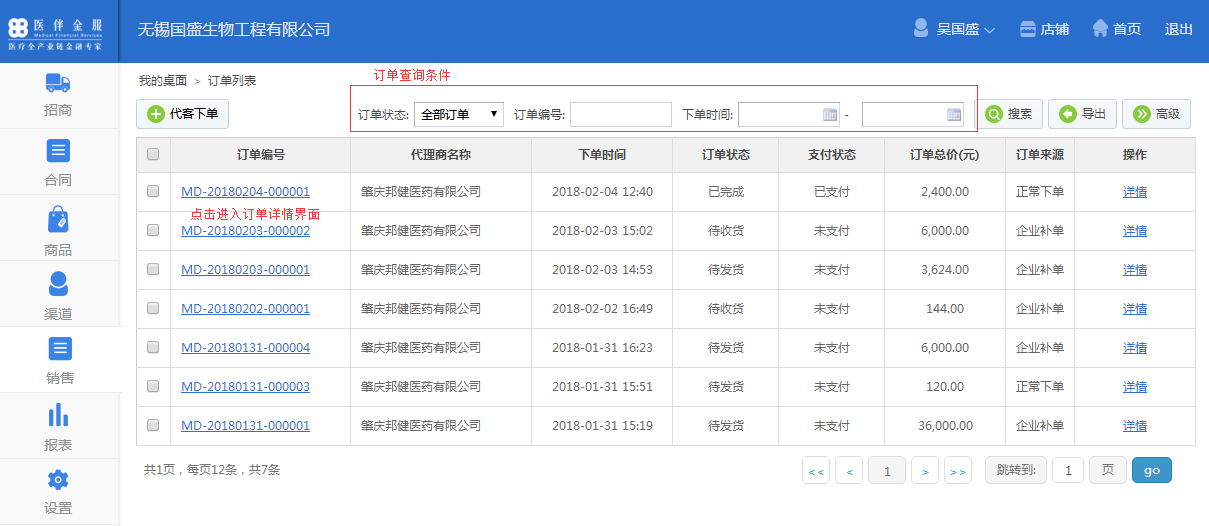 医伴金服
Medical Financial Services
医疗全产业链金融专家
无锡国盛生物工程有限公司
吴国盛
店铺
首页
退出
招商
合同
商品
渠道
销售
报表
设置
我的桌面 > 订单列表
订单查询条件
代客下单
订单状态: 全部订单 订单编号: 下单时间: -
搜索
导出
高级
订单编号 代理商名称 下单时间 订单状态 支付状态 订单总价(元) 订单来源 操作
MD-20180204-000001 肇庆邦健医药有限公司 2018-02-04 12:40 已完成 已支付 2,400.00 正常下单 详情
点击进入订单详情界面
MD-20180203-000002 肇庆邦健医药有限公司 2018-02-03 15:02 待收货 未支付 6,000.00 企业补单 详情
MD-20180203-000001 肇庆邦健医药有限公司 2018-02-03 14:53 待发货 未支付 3,624.00 企业补单 详情
MD-20180202-000001 肇庆邦健医药有限公司 2018-02-02 16:49 待收货 未支付 144.00 企业补单 详情
MD-20180131-000004 肇庆邦健医药有限公司 2018-01-31 16:23 待发货 未支付 6,000.00 企业补单 详情
MD-20180131-000003 肇庆邦健医药有限公司 2018-01-31 15:51 待发货 未支付 120.00 正常下单 详情
MD-20180131-000001 肇庆邦健医药有限公司 2018-01-31 15:19 待发货 未支付 36,000.00 企业补单 详情
共1页，每页12条，共7条
<< < 1 > >> 跳转到: 1 页 go